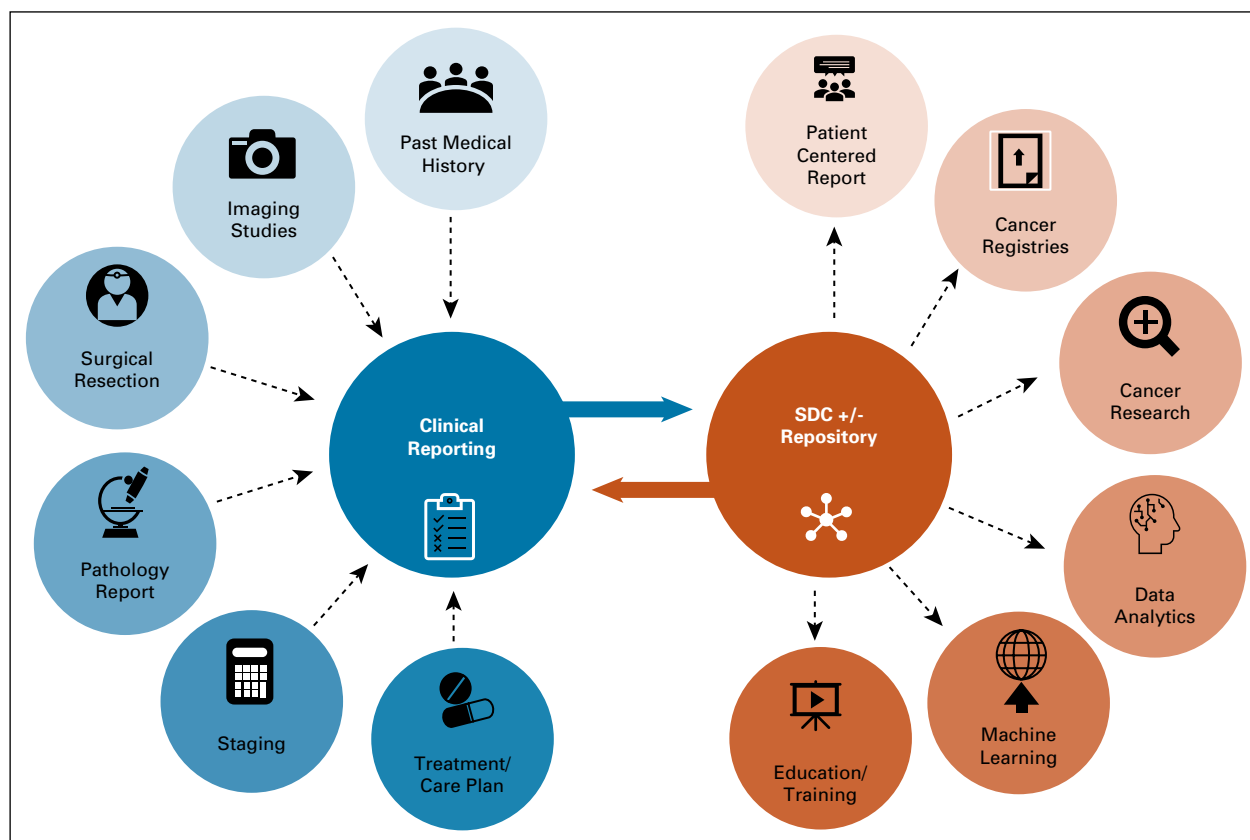 Past Medical
History
Imaging
Studies
Surgical
Resection
Pathology
Report
Staging
Treatment/
Care Plan
Clinical
Reporting
SDC +/-
Repository
Patient
Centered
Report
Cancer
Registries
Cancer
Research
Data
Analytics
Machine
Learning
Education/
Training